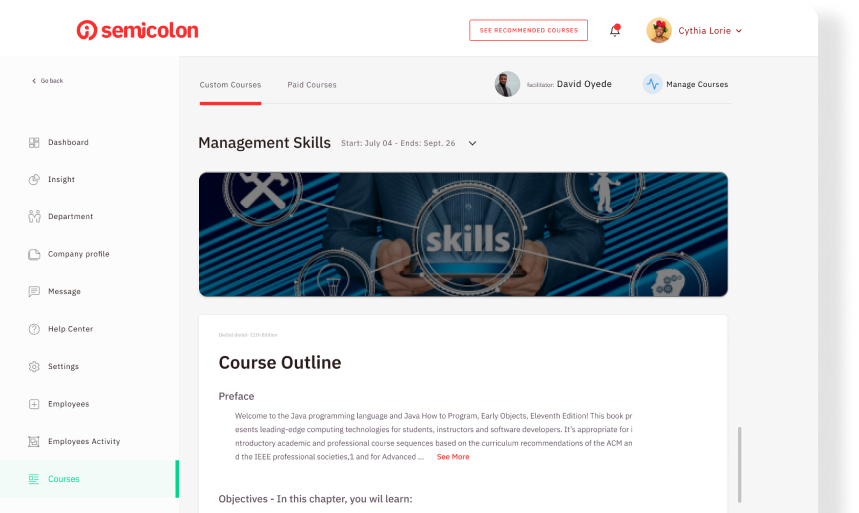 semicolon
SEE RECOMMENDED COURSES
Cythia Lorie
Go back
Custom Courses
Paid Courses
facilitator: David Oyede
Manage Courses
Dashboard
Insight
Department
Company profile
Message
Help Center
Settings
Employees
Employees Activity
Courses
Management Skills Start: July 04 - Ends: Sept. 26
skills
Deitel deitel- 11th Edition
Course Outline
Preface
Welcome to the Java programming language and Java How to Program, Early Objects, Eleventh Edition! This book pr
esents leading-edge computing technologies for students, instructors and software developers. It's appropriate for i
ntroductory academic and professional course sequences based on the curriculum recommendations of the ACM an
d the IEEE professional societies,1 and for Advanced ... See More
Objectives - In this chapter, you wil learn: